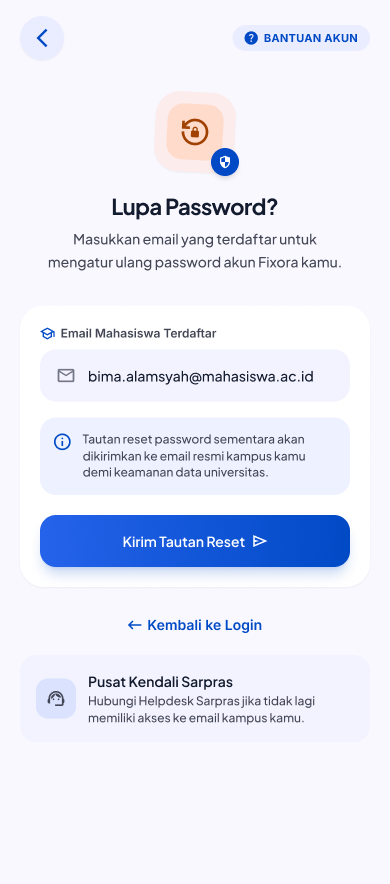 BANTUAN AKUN
Lupa Password?
Masukkan email yang terdaftar untuk
mengatur ulang password akun Fixora kamu.
Email Mahasiswa Terdaftar
bima.alamsyah@mahasiswa.ac.id
Tautan reset password sementara akan
dikirimkan ke email resmi kampus kamu
demi keamanan data universitas.
Kirim Tautan Reset
Kembali ke Login
Pusat Kendali Sarpras
Hubungi Helpdesk Sarpras jika tidak lagi
memiliki akses ke email kampus kamu.